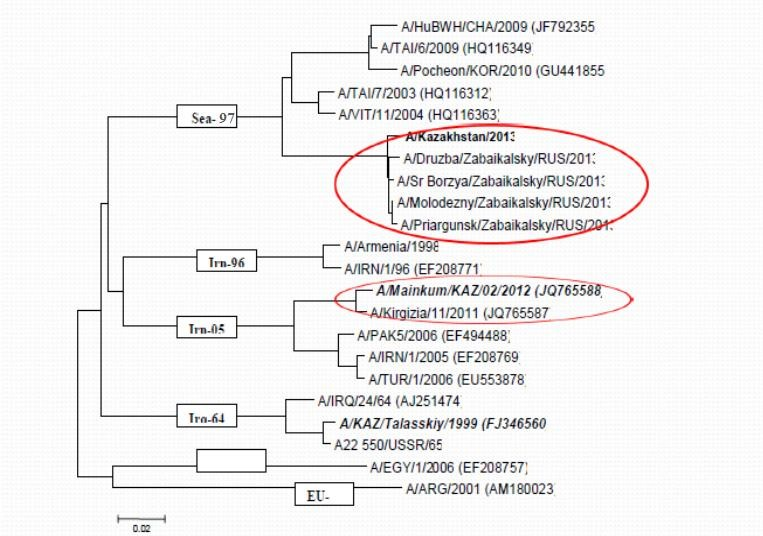 A/HuBWH/CHA/2009 (JF792355
A/TAI/6/2009 (HQ116349)
A/Pocheon/KOR/2010 (GU441855
A/TAI/7/2003 (HQ116312)
A/VIT/11/2004 (HQ116363)
Sea- 97
A/Kazakhstan/2013
A/Druzba/Zabaikalsky/RUS/2013
A/Sr Borzya/Zabaikalsky/RUS/2013
A/Molodezny/Zabaikalsky/RUS/2013
A/Priargunsk/Zabaikalsky/RUS/2013
A/Armenia/1998
Irn-96
A/IRN/1/96 (EF208771)
A/Mainkum/KAZ/02/2012 (JQ765588)
A/Kirgizia/11/2011 (JQ765587
Irn-05
A/PAK5/2006 (EF494488)
A/IRN/1/2005 (EF208769)
A/TUR/1/2006 (EU553878)
A/IRQ/24/64 (AJ251474)
Irq-64
A/KAZ/Talasskiy/1999 (FJ346560
A22 550/USSR/65
A/EGY/1/2006 (EF208757)
A/ARG/2001 (AM180023)
EU-
0.02